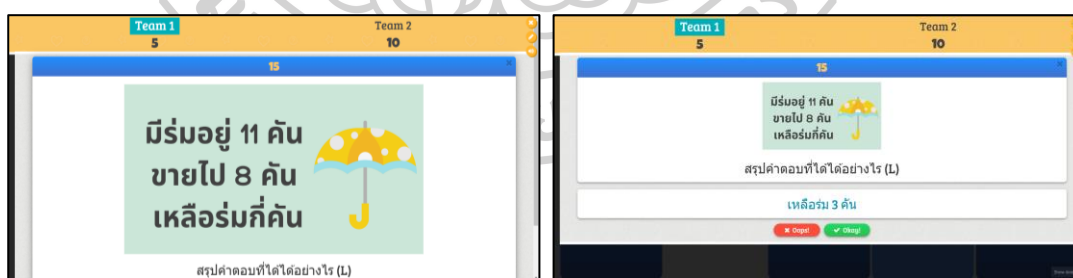 Team 1
5
Team 2
10
15
มีร่มอยู่ 11 คัน
ขายไป 8 คัน
เหลือร่มกี่คัน
สรุปคำตอบที่ได้ได้อย่างไร (L)
Team 1
5
Team 2
10
15
มีร่มอยู่ 11 คัน
ขายไป 8 คัน
เหลือร่มกี่คัน
สรุปคำตอบที่ได้ได้อย่างไร (L)
เหลือร่ม 3 คัน
Oops!
Okay!